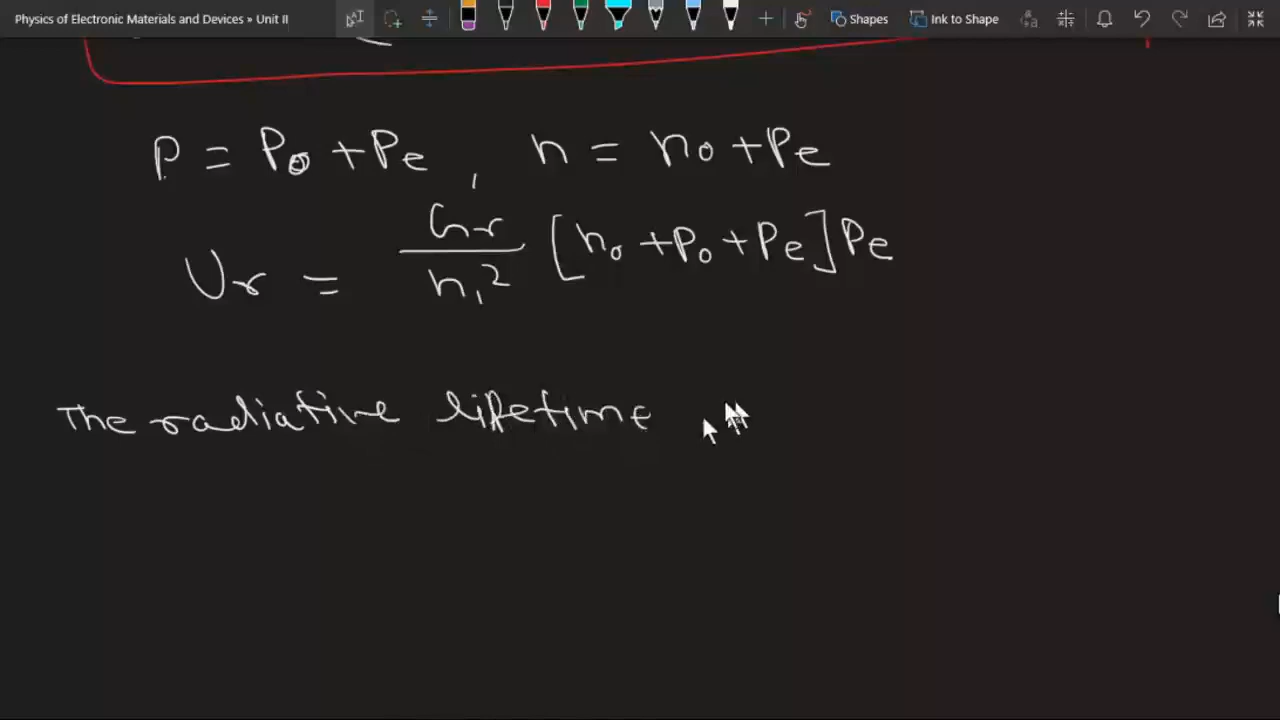 Physics of Electronic Materials and Devices » Unit II
Shapes
Ink to Shape
P = P₀ + Pe, n = n₀ + Pe
Ur = Gr/nᵢ² [n₀ + P₀ + Pe] Pe
The radiative lifetime